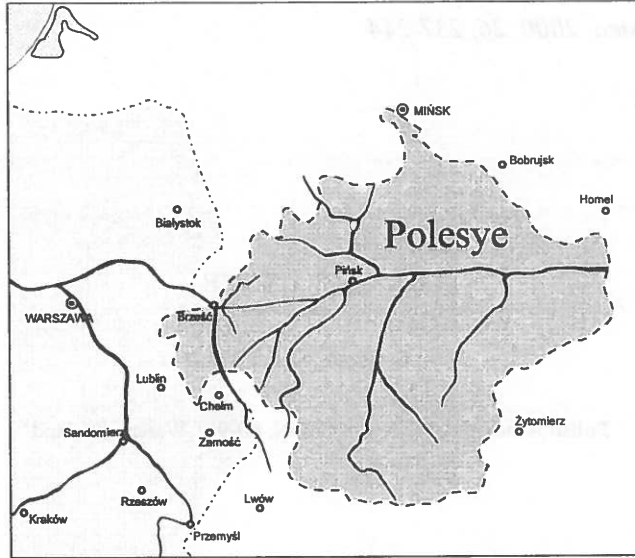 MIŃSK
Bobrujsk
Homel
Białystok
Polesye
Pińsk
WARSZAWA
Brześć
Lublin
Chełm
Sandomierz
Zamość
Żytomierz
Rzeszów
Lwów
Kraków
Przemyśl